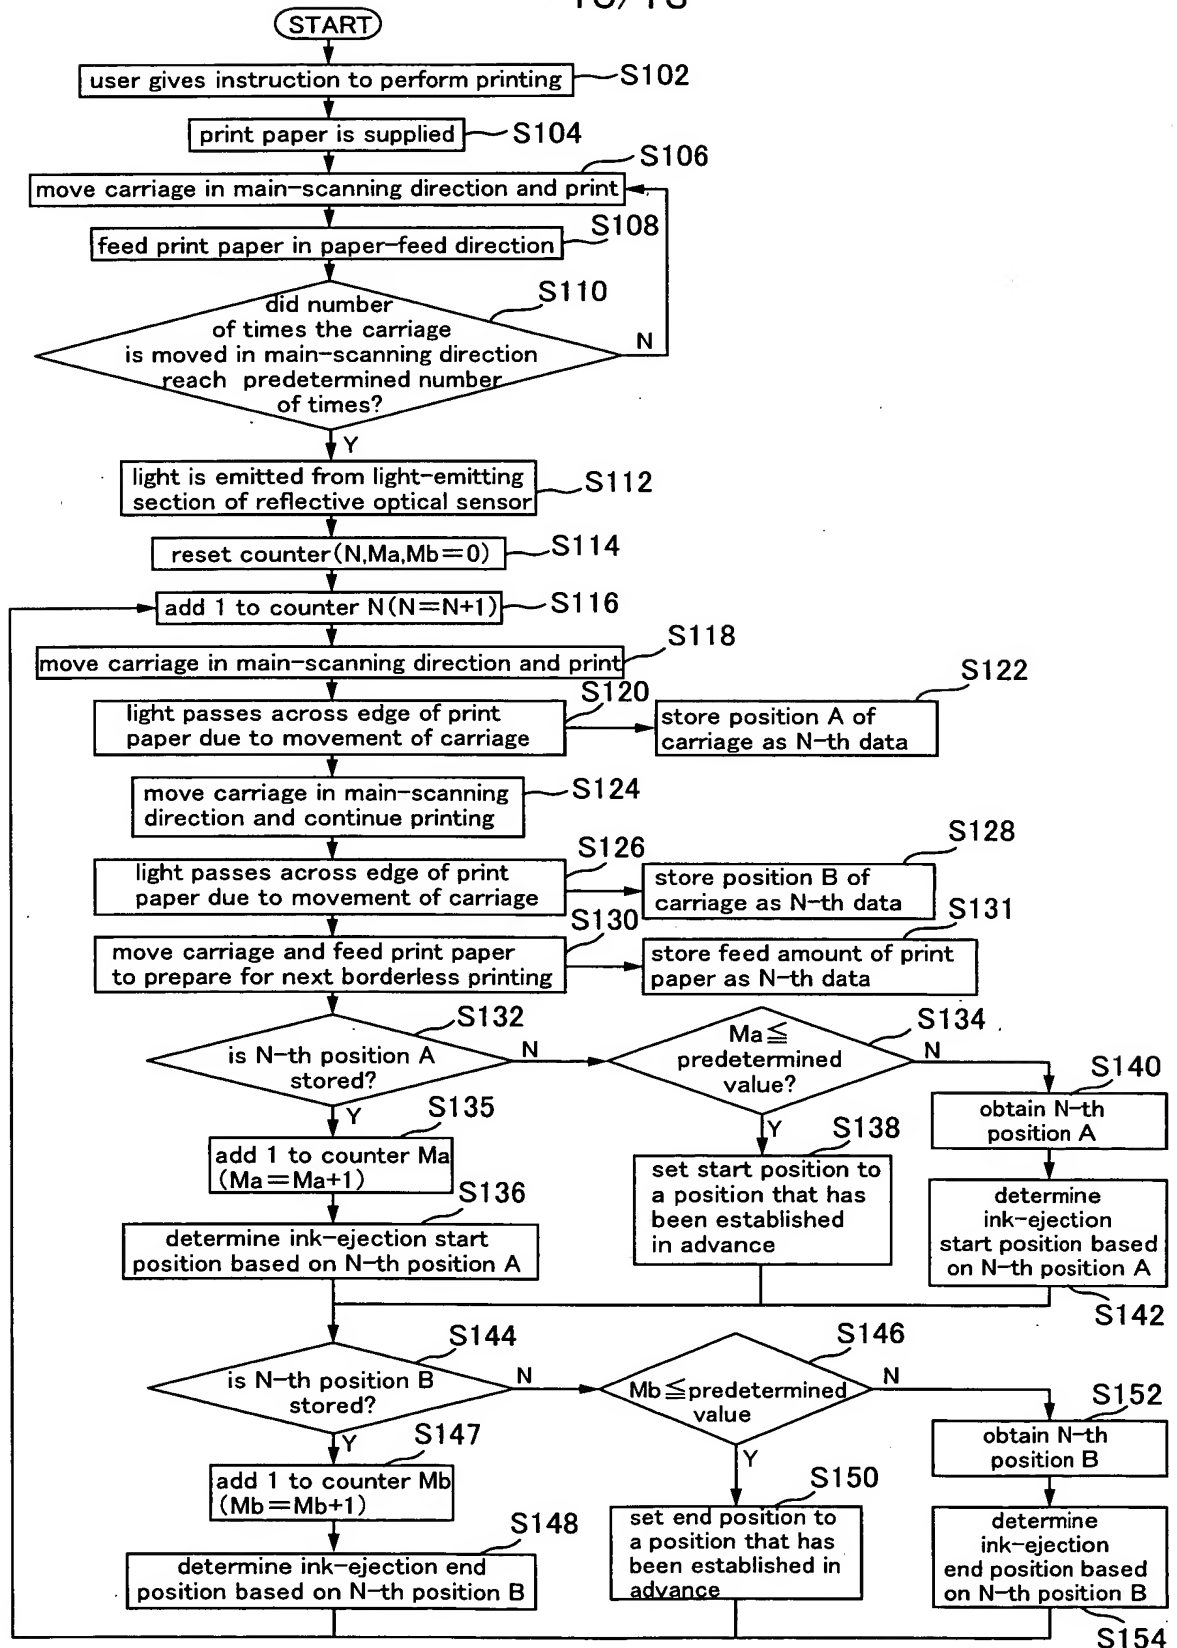 START
user gives instruction to perform printing
S102
print paper is supplied
S104
S106
move carriage in main-scanning direction and print
S108
feed print paper in paper-feed direction
S110
did number
of times the carriage
is moved in main-scanning direction
reach predetermined number
of times?
N
Y
light is emitted from light-emitting
section of reflective optical sensor
S112
reset counter(N,Ma,Mb=0)
S114
add 1 to counter N(N=N+1)
S116
S118
move carriage in main-scanning direction and print
S120
light passes across edge of print
paper due to movement of carriage
S122
store position A of
carriage as N-th data
move carriage in main-scanning
direction and continue printing
S124
S126
light passes across edge of print
paper due to movement of carriage
S128
store position B of
carriage as N-th data
S130
move carriage and feed print paper
to prepare for next borderless printing
S131
store feed amount of print
paper as N-th data
S132
is N-th position A
stored?
N
Y
S134
Ma≦
predetermined
value?
N
Y
S135
add 1 to counter Ma
(Ma=Ma+1)
S136
determine ink-ejection start
position based on N-th position A
S138
set start position to
a position that has
been established
in advance
S140
obtain N-th
position A
determine
ink-ejection
start position based
on N-th position A
S142
S144
is N-th position B
stored?
N
Y
S146
Mb≦predetermined
value
N
Y
S147
add 1 to counter Mb
(Mb=Mb+1)
S148
determine ink-ejection end
position based on N-th position B
S150
set end position to
a position that has
been established in
advance
S152
obtain N-th
position B
determine
ink-ejection
end position based
on N-th position B
S154